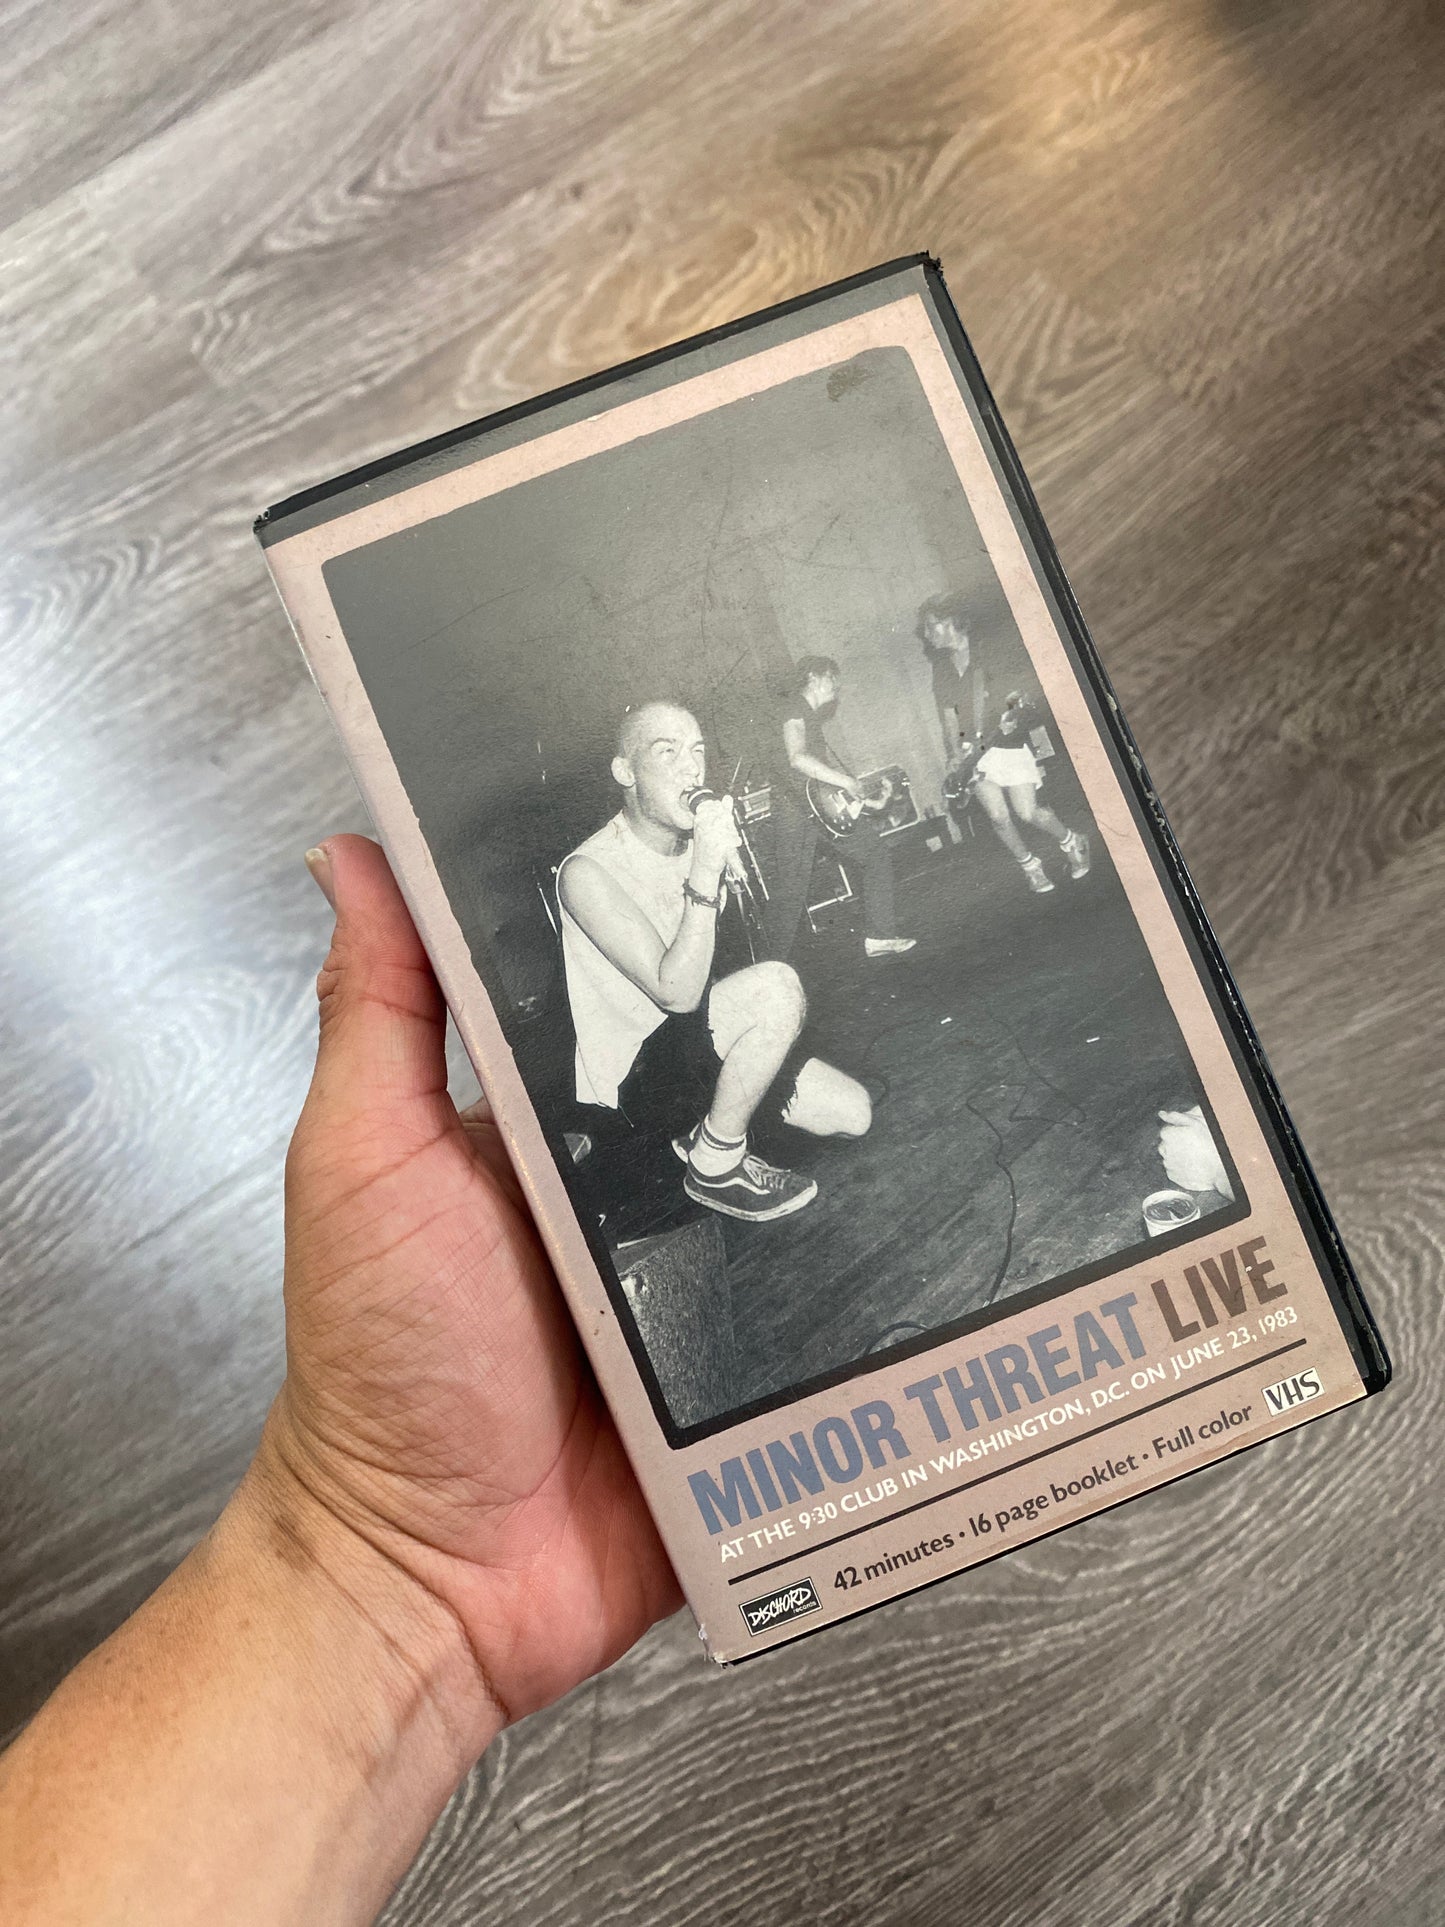 MINOR THREAT LIVE
AT THE 9:30 CLUB IN WASHINGTON, D.C. ON JUNE 23, 1983
DISCHORD records 42 minutes • 16 page booklet • Full color VHS